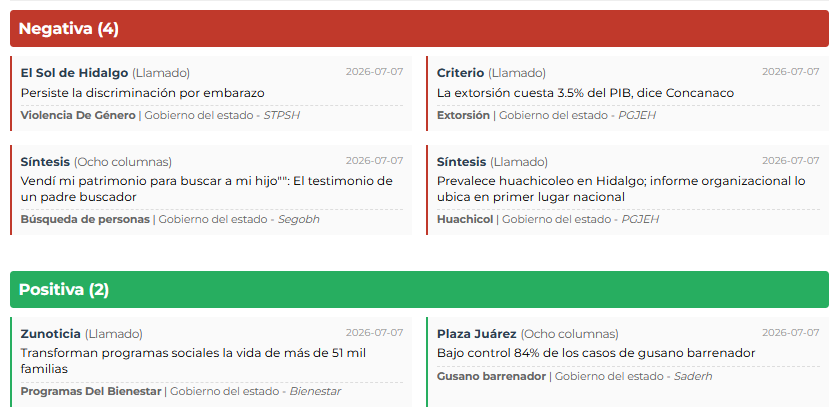 Negativa (4)
El Sol de Hidalgo (Llamado) 2026-07-07
Persiste la discriminación por embarazo
Violencia De Género | Gobierno del estado - STPSH
Criterio (Llamado) 2026-07-07
La extorsión cuesta 3.5% del PIB, dice Concanaco
Extorsión | Gobierno del estado - PGJEH
Síntesis (Ocho columnas) 2026-07-07
Vendí mi patrimonio para buscar a mi hijo"": El testimonio de
un padre buscador
Búsqueda de personas | Gobierno del estado - Segobh
Síntesis (Llamado) 2026-07-07
Prevalece huachicoleo en Hidalgo; informe organizacional lo
ubica en primer lugar nacional
Huachicol | Gobierno del estado - PGJEH
Positiva (2)
Zunoticia (Llamado) 2026-07-07
Transforman programas sociales la vida de más de 51 mil
familias
Programas Del Bienestar | Gobierno del estado - Bienestar
Plaza Juárez (Ocho columnas) 2026-07-07
Bajo control 84% de los casos de gusano barrenador
Gusano barrenador | Gobierno del estado - Saderh